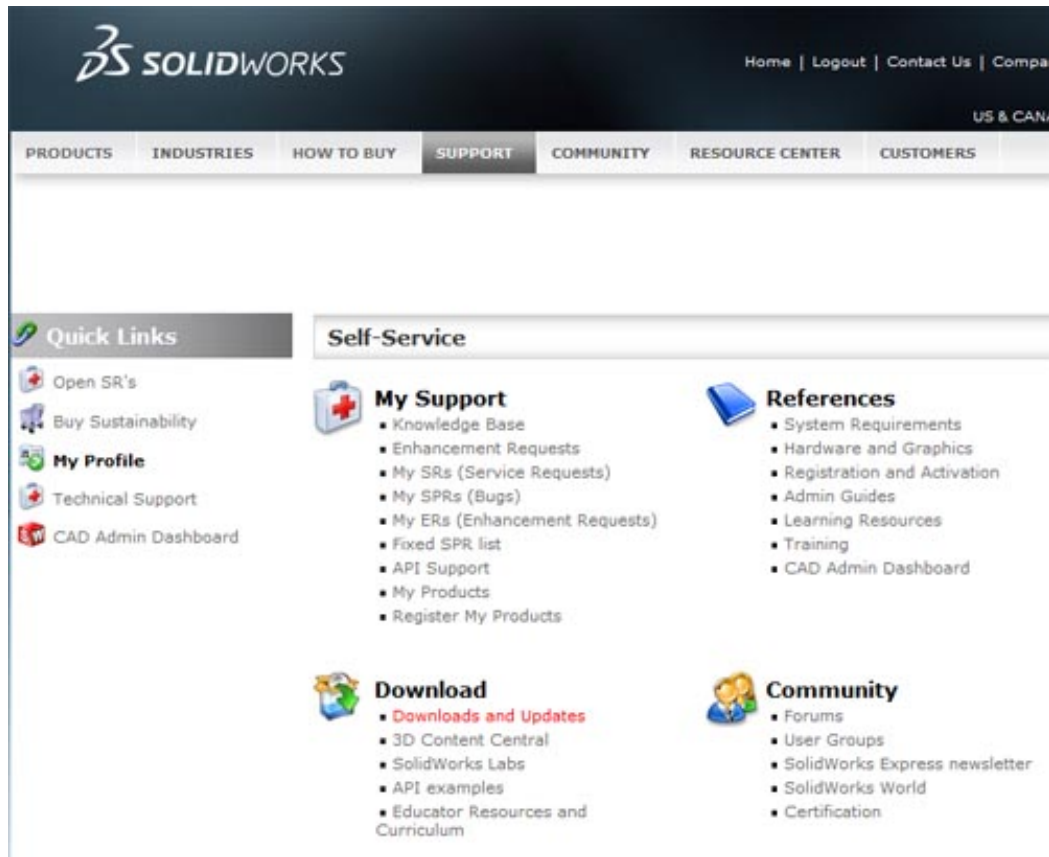 SOLIDWORKS
Home | Logout | Contact Us |
US &
PRODUCTS INDUSTRIES HOW TO BUY SUPPORT COMMUNITY RESOURCE CENTER CUSTOMERS
Quick Links
Open SR's
Buy Sustainability
My Profile
Technical Support
CAD Admin Dashboard
Self-Service
My Support
Knowledge Base
Enhancement Requests
My SRs (Service Requests)
My SPRs (Bugs)
My ERs (Enhancement Requests)
Fixed SPR list
API Support
My Products
Register My Products
References
System Requirements
Hardware and Graphics
Registration and Activation
Admin Guides
Learning Resources
Training
CAD Admin Dashboard
Download
Downloads and Updates
3D Content Central
SolidWorks Labs
API examples
Educator Resources and
Curriculum
Community
Forums
User Groups
SolidWorks Express newsletter
SolidWorks World
Certification